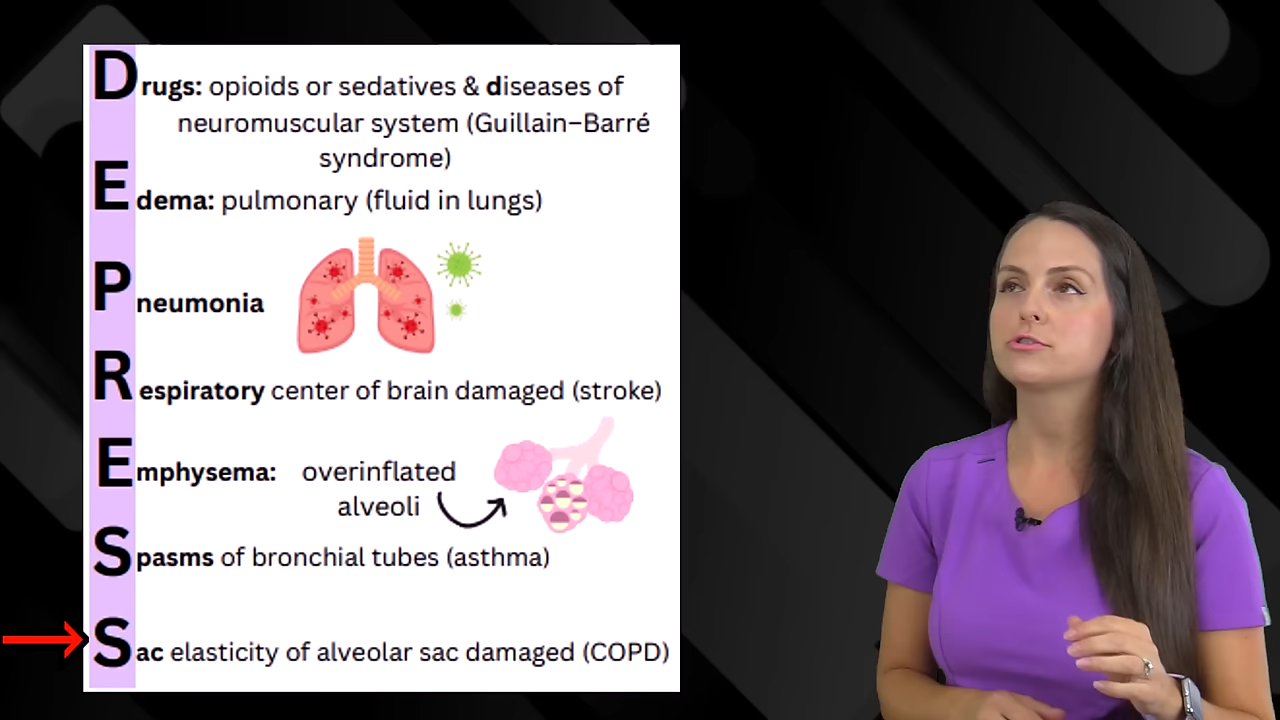 Drugs: opioids or sedatives & diseases of
neuromuscular system (Guillain–Barré
syndrome)
Edema: pulmonary (fluid in lungs)
Pneumonia
Respiratory center of brain damaged (stroke)
Emphysema: overinflated
alveoli
Spasms of bronchial tubes (asthma)
Sac elasticity of alveolar sac damaged (COPD)